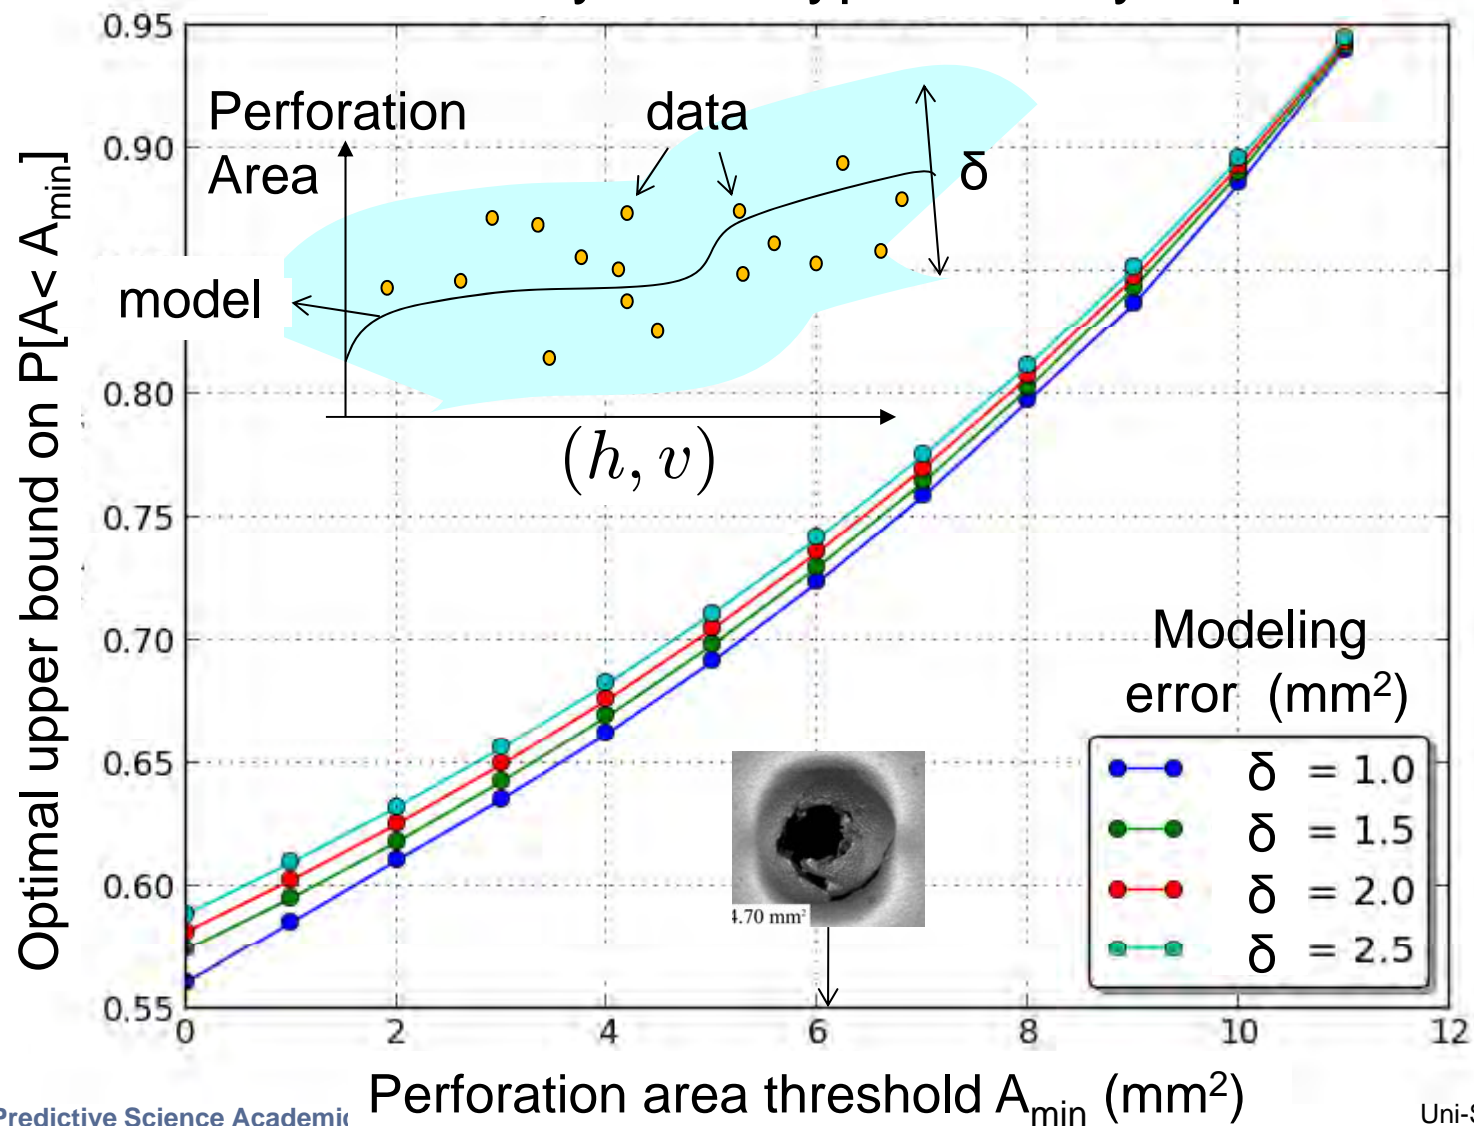 0.95
0.90
0.80
0.75
0.70
0.65
0.60
0.55
0
2
4
6
8
10
12
Optimal upper bound on P[A< Amin]
Perforation
Area
data
δ
model
(h, v)
Modeling
error (mm²)
δ = 1.0
δ = 1.5
δ = 2.0
δ = 2.5
4.70 mm²
Perforation area threshold Amin (mm²)
Predictive Science Academic
Uni-S